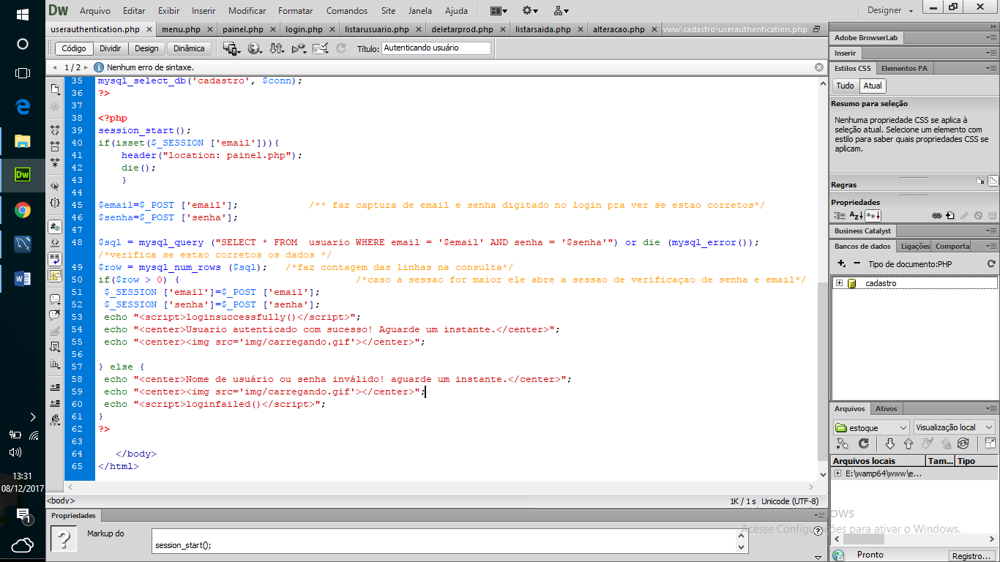 Dw Arquivo Editar Exibir Inserir Modificar Formatar Comandos Site Janela Ajuda Designer
userauthentication.php menu.php painel.php login.php listarusuario.php deletarprod.php listarsaida.php alteracao.php www\cadastro\userauthentication.php
Código Dividir Design Dinâmica Título: Autenticando usuário
1 / 2 Nenhum erro de sintaxe.
35 mysql_select_db('cadastro', $conn);
36 ?>
37
38 <?php
39 session_start();
40 if(isset($_SESSION ['email'])){
41 header("location: painel.php");
42 die();
43 }
44
45 $email=$_POST ['email']; /** faz captura de email e senha digitado no login pra ver se estao corretos*/
46 $senha=$_POST ['senha'];
47
48 $sql = mysql_query ("SELECT * FROM  usuario WHERE email = '$email' AND senha = '$senha'") or die (mysql_error());
/*verifica se estao corretos os dados */
49 $row = mysql_num_rows ($sql); /*faz contagem das linhas na consulta*/
50 if($row > 0) { /*caso a sessao for maior ele abre a sessao de verificaçao de senha e email*/
51 $_SESSION ['email']=$_POST ['email'];
52 $_SESSION ['senha']=$_POST ['senha'];
53 echo "<script>loginsuccessfully()</script>";
54 echo "<center>Usuario autenticado com sucesso! Aguarde um instante.</center>";
55 echo "<center><img src='img/carregando.gif'></center>";
56
57 } else {
58 echo "<center>Nome de usuário ou senha inválido! aguarde um instante.</center>";
59 echo "<center><img src='img/carregando.gif'></center>";
60 echo "<script>loginfailed()</script>";
61 }
62 ?>
63
64 </body>
65 </html>
<body> 1K / 1 s Unicode (UTF-8)
Propriedades
Markup do
session_start();
Adobe BrowserLab
Inserir
Estilos CSS Elementos PA
Tudo Atual
Resumo para seleção
Nenhuma propriedade CSS se aplica à
seleção atual. Selecione um elemento com
estilo para saber quais propriedades CSS se
aplicam.
Regras
Propriedades
Business Catalyst
Bancos de dados Ligações Comporta
Tipo de documento:PHP
cadastro
Arquivos Ativos
estoque Visualização local
Arquivos locais Tam... Tipo
E:\wamp64\www\e...
Acesse Configurações para ativar o Windows.
Pronto Registro...
Dw
13:31
08/12/2017
1